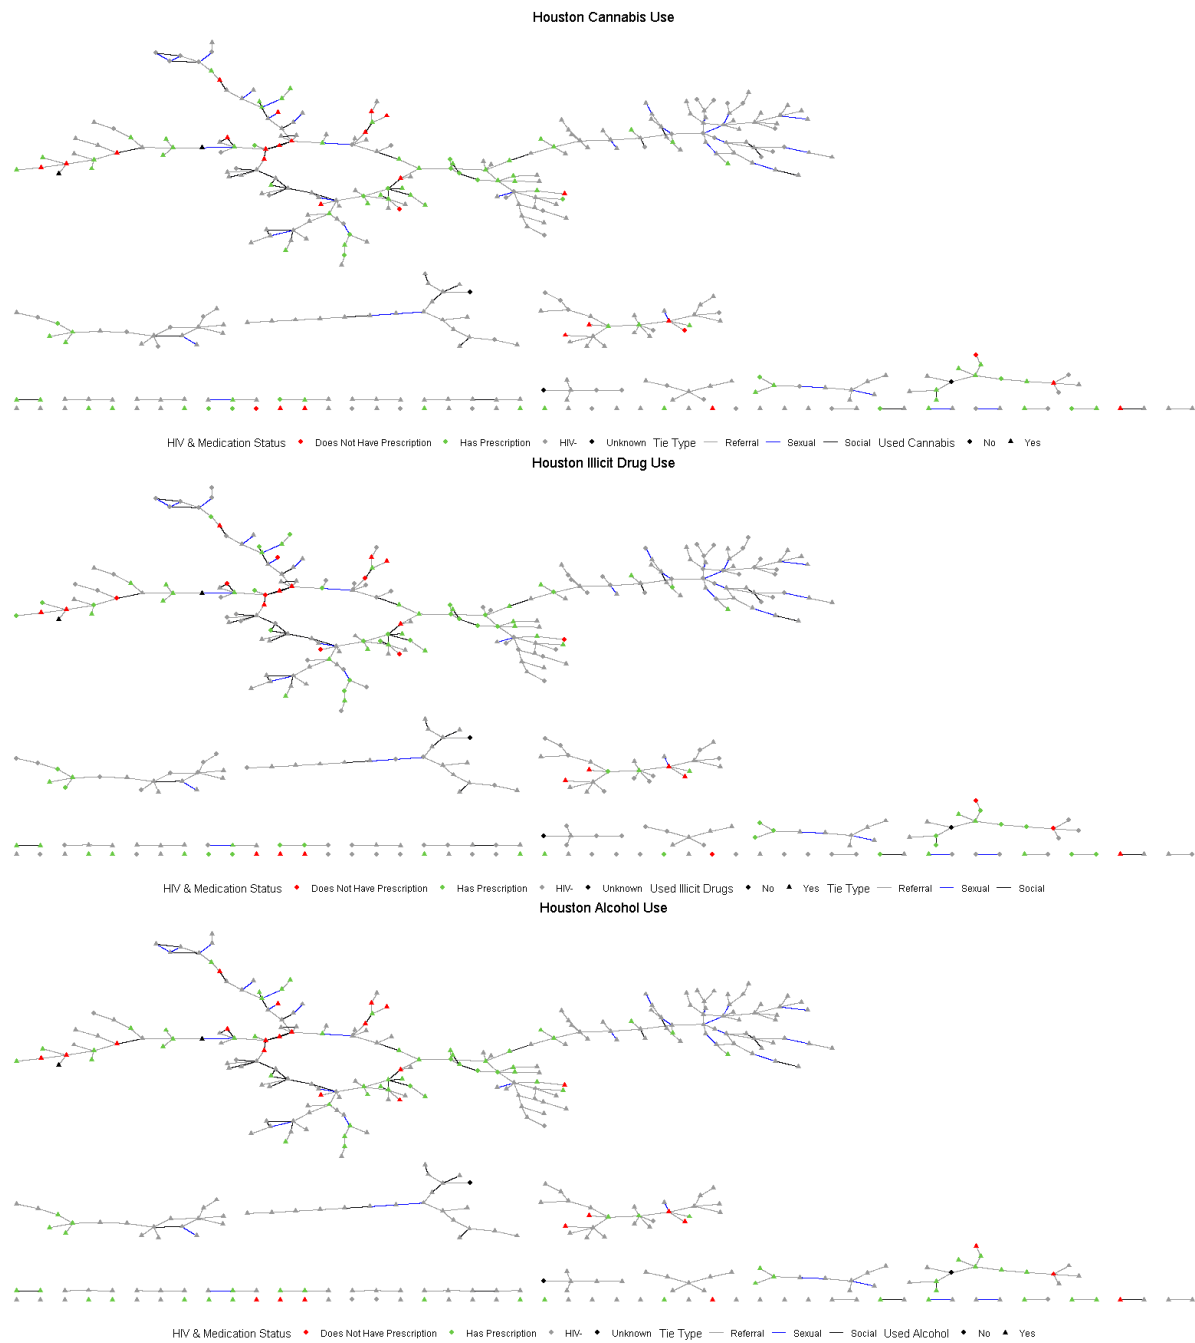 Houston Cannabis Use
HIV & Medication Status Does Not Have Prescription Has Prescription HIV- Unknown Tie Type Referral Sexual Social Used Cannabis No Yes
Houston Illicit Drug Use
HIV & Medication Status Does Not Have Prescription Has Prescription HIV- Unknown Used Illicit Drugs No Yes Tie Type Referral Sexual Social
Houston Alcohol Use
HIV & Medication Status Does Not Have Prescription Has Prescription HIV- Unknown Tie Type Referral Sexual Social Used Alcohol No Yes